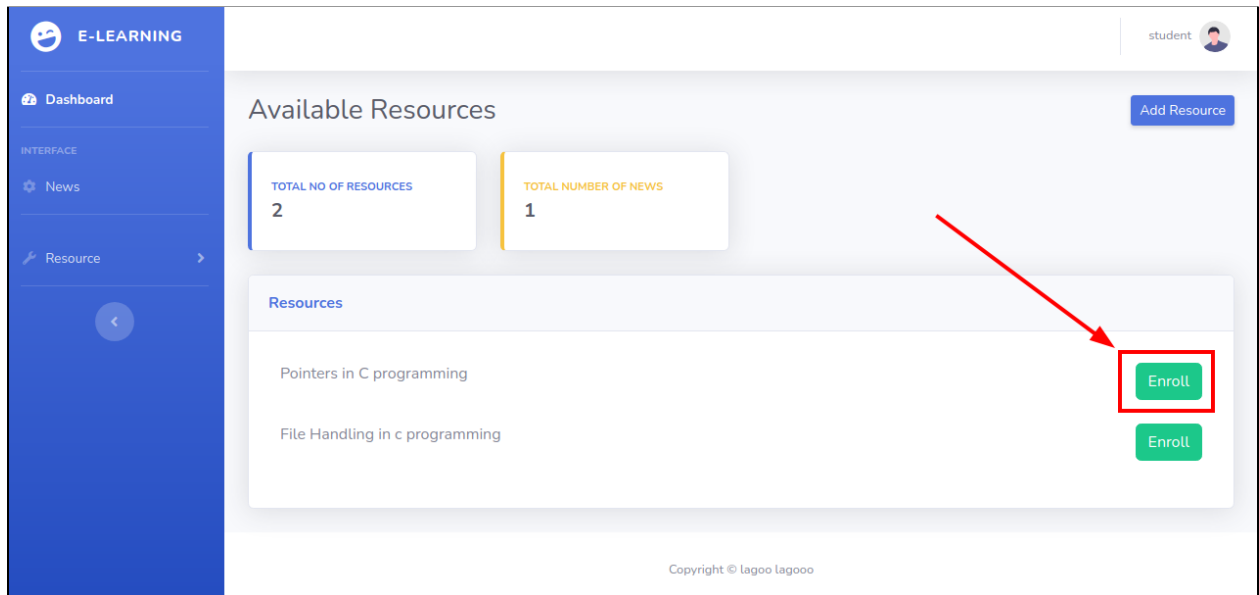 E-LEARNING
student
Dashboard
INTERFACE
News
Resource
Available Resources
Add Resource
TOTAL NO OF RESOURCES
2
TOTAL NUMBER OF NEWS
1
Resources
Pointers in C programming
Enroll
File Handling in c programming
Enroll
Copyright © lagoo lagooo